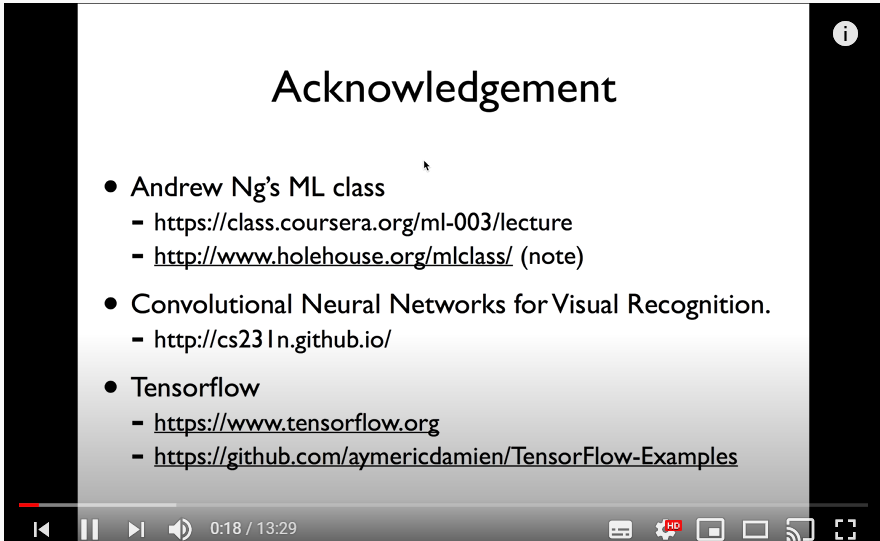 Acknowledgement
• Andrew Ng's ML class
- https://class.coursera.org/ml-003/lecture
- http://www.holehouse.org/mlclass/ (note)
• Convolutional Neural Networks for Visual Recognition.
- http://cs231n.github.io/
• Tensorflow
- https://www.tensorflow.org
- https://github.com/aymericdamien/TensorFlow-Examples
0:18 / 13:29 HD